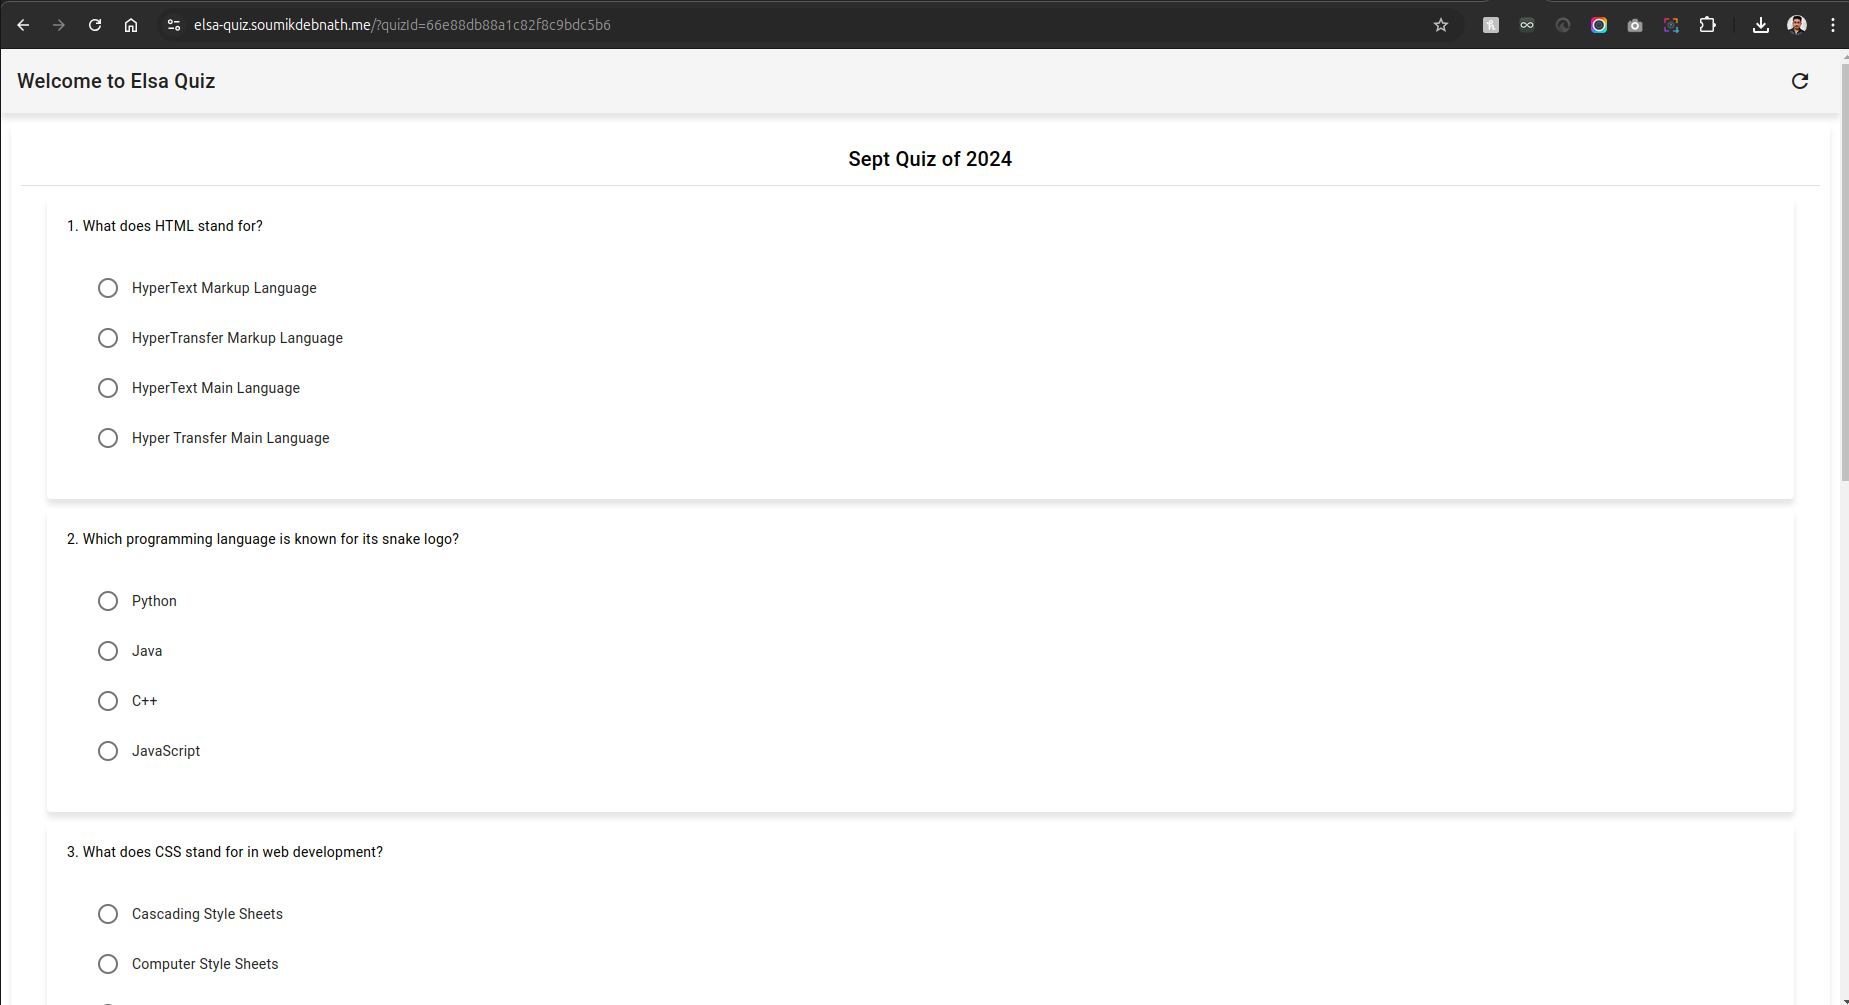 elsa-quiz.soumikdebnath.me/?quizId=66e88db88a1c82f8c9bdc5b6
Welcome to Elsa Quiz
Sept Quiz of 2024
1. What does HTML stand for?
HyperText Markup Language
HyperTransfer Markup Language
HyperText Main Language
Hyper Transfer Main Language
2. Which programming language is known for its snake logo?
Python
Java
C++
JavaScript
3. What does CSS stand for in web development?
Cascading Style Sheets
Computer Style Sheets